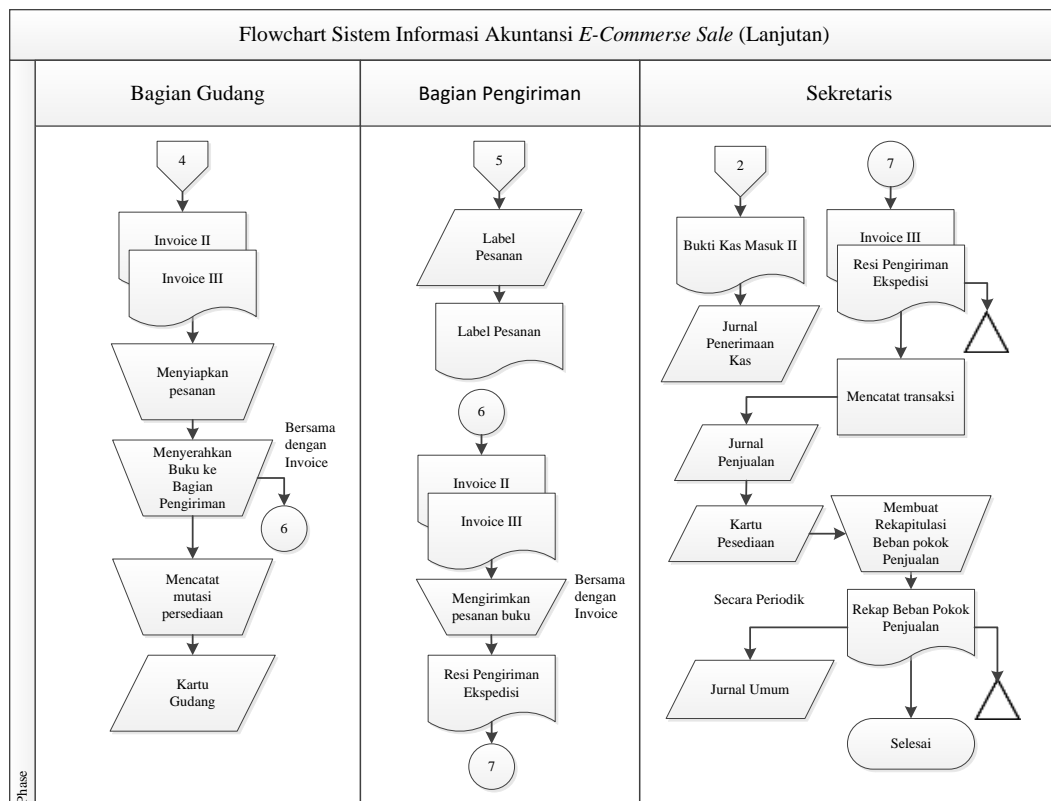 Flowchart Sistem Informasi Akuntansi E-Commerse Sale (Lanjutan)
Phase
Bagian Gudang
4
Invoice II
Invoice III
Menyiapkan
pesanan
Menyerahkan
Buku ke
Bagian
Pengiriman
Bersama
dengan
Invoice
6
Mencatat
mutasi
persediaan
Kartu
Gudang
Bagian Pengiriman
5
Label
Pesanan
Label Pesanan
6
Invoice II
Invoice III
Mengirimkan
pesanan buku
Bersama
dengan
Invoice
Resi Pengiriman
Ekspedisi
7
Sekretaris
2
Bukti Kas Masuk II
Jurnal
Penerimaan
Kas
7
Invoice III
Resi Pengiriman
Ekspedisi
Mencatat transaksi
Jurnal
Penjualan
Kartu
Pesediaan
Membuat
Rekapitulasi
Beban pokok
Penjualan
Secara Periodik
Rekap Beban Pokok
Penjualan
Jurnal Umum
Selesai